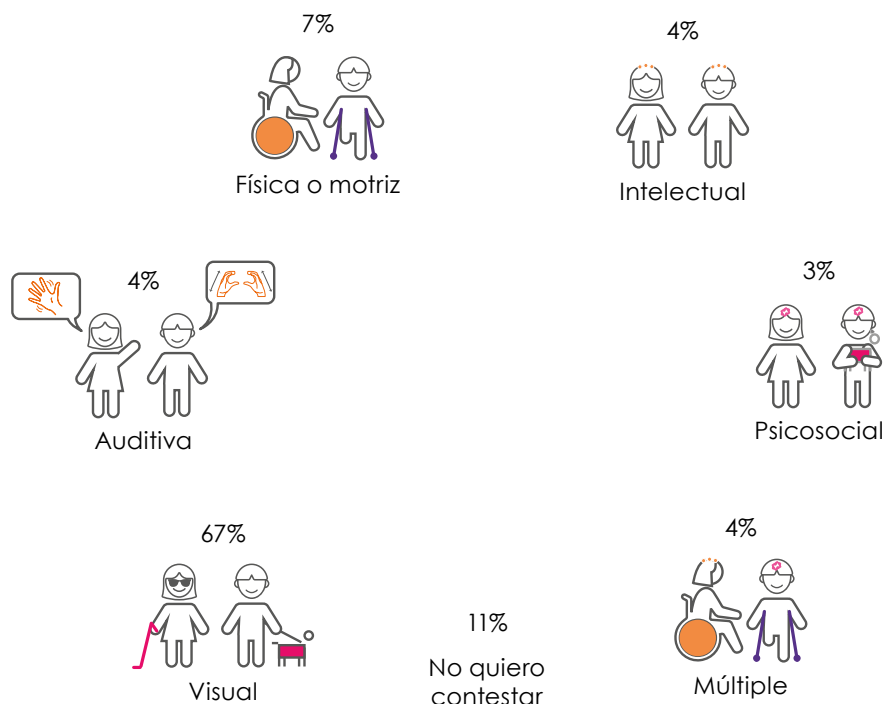 7%
Física o motriz
4%
Intelectual
4%
Auditiva
3%
Psicosocial
67%
Visual
11%
No quiero
contestar
4%
Múltiple